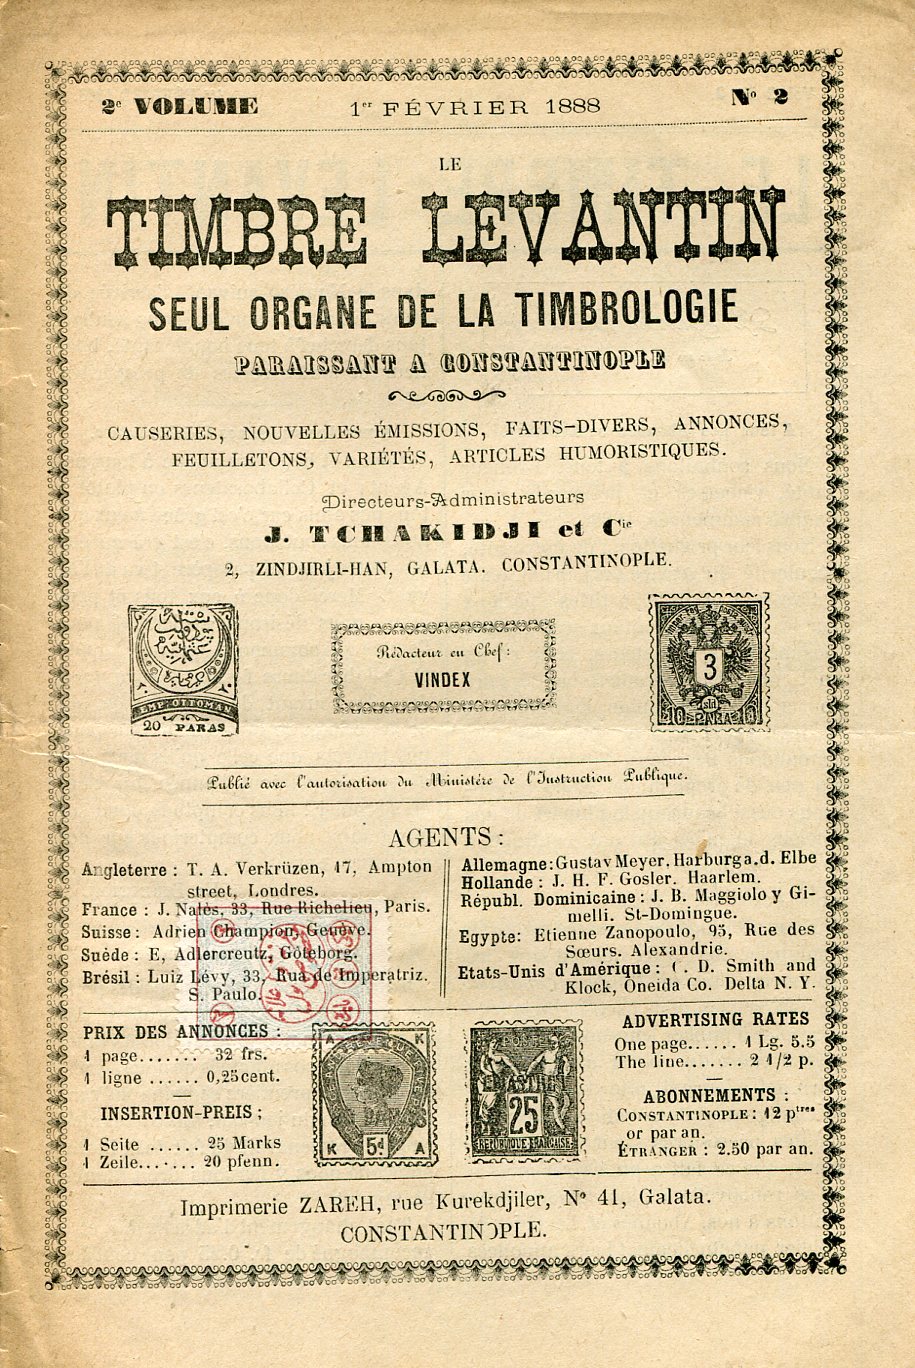 2e VOLUME 1er FÉVRIER 1888 No 2
LE
TIMBRE LEVANTIN
SEUL ORGANE DE LA TIMBROLOGIE
PARAISSANT A CONSTANTINOPLE
CAUSERIES, NOUVELLES ÉMISSIONS, FAITS-DIVERS, ANNONCES,
FEUILLETONS, VARIÉTÉS, ARTICLES HUMORISTIQUES.
Directeurs-Administrateurs
J. TCHAKIDJI et Cie
2, ZINDJIRLI-HAN, GALATA. CONSTANTINOPLE.
EMP. OTTOMAN
20 PARAS
Rédacteur en Chef:
VINDEX
3
10 PARA 10
Publié avec l'autorisation du Ministére de l'Instruction Publique.
AGENTS:
Angleterre : T. A. Verkrüzen, 17, Ampton
street, Londres.
France : J. Nalès, 33, Rue Richelieu, Paris.
Suisse : Adrien Champion, Genève.
Suéde : E, Adlercreutz, Göteborg.
Brésil : Luiz Lévy, 33, Rua de Imperatriz.
S. Paulo.
Allemagne: Gustav Meyer. Harburg a. d. Elbe
Hollande : J. H. F. Gosler. Haarlem.
Républ. Dominicaine : J. B. Maggiolo y Gi-
melli. St-Domingue.
Egypte: Etienne Zanopoulo, 95, Rue des
Sœurs. Alexandrie.
Etats-Unis d'Amérique : C. D. Smith and
Klock, Oneida Co. Delta N. Y.
PRIX DES ANNONCES :
1 page....... 32 frs.
1 ligne ...... 0,25 cent.
INSERTION-PREIS ;
1 Seite ...... 25 Marks
1 Zeile....... 20 pfenn.
A K
5d
K A
PIASTRE
25
REPUBLIQUE FRANÇAISE
ADVERTISING RATES
One page...... 1 Lg. 5.5
The line....... 2 1/2 p.
ABONNEMENTS :
CONSTANTINOPLE : 12 ptres
or par an.
ÉTRANGER : 2.50 par an.
Imprimerie ZAREH, rue Kurekdjiler, No 41, Galata.
CONSTANTINOPLE.